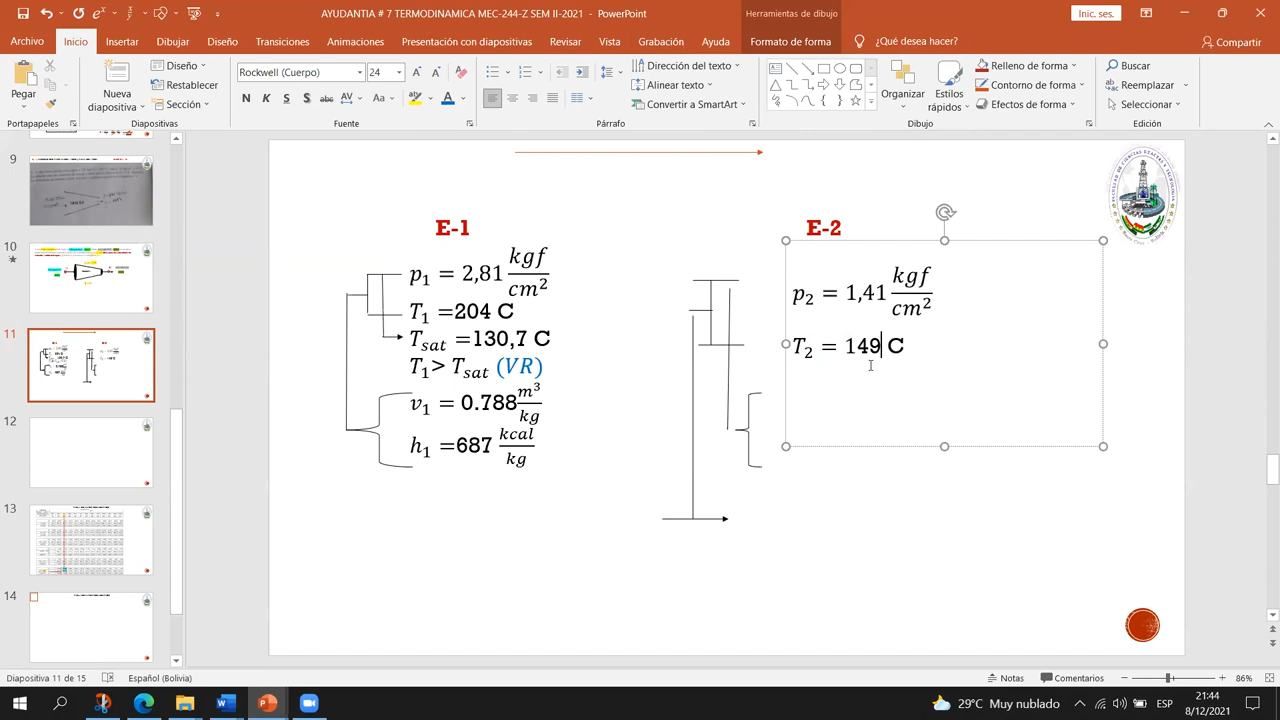 AYUDANTIA # 7 TERMODINAMICA MEC-244-Z SEM II-2021 - PowerPoint
Herramientas de dibujo
Inic. ses.
Archivo Inicio Insertar Dibujar Diseño Transiciones Animaciones Presentación con diapositivas Revisar Vista Grabación Ayuda Formato de forma ¿Qué desea hacer? Compartir
Pegar
Nueva diapositiva
Diseño
Restablecer
Sección
Rockwell (Cuerpo) 24
N K S S abc AV Aa
Dirección del texto
Alinear texto
Convertir a SmartArt
Organizar
Estilos rápidos
Relleno de forma
Contorno de forma
Efectos de forma
Buscar
Reemplazar
Seleccionar
Portapapeles Diapositivas Fuente Párrafo Dibujo Edición
9
10
11
12
13
14
E-1
p₁ = 2,81 kgf/cm²
T₁ =204 C
Tsat =130,7 C
T₁> Tsat (VR)
v₁ = 0.788 m³/kg
h₁ =687 kcal/kg
E-2
p₂ = 1,41 kgf/cm²
T₂ = 149 C
Diapositiva 11 de 15 Español (Bolivia) Notas Comentarios 86%
29°C Muy nublado ESP 21:44
8/12/2021